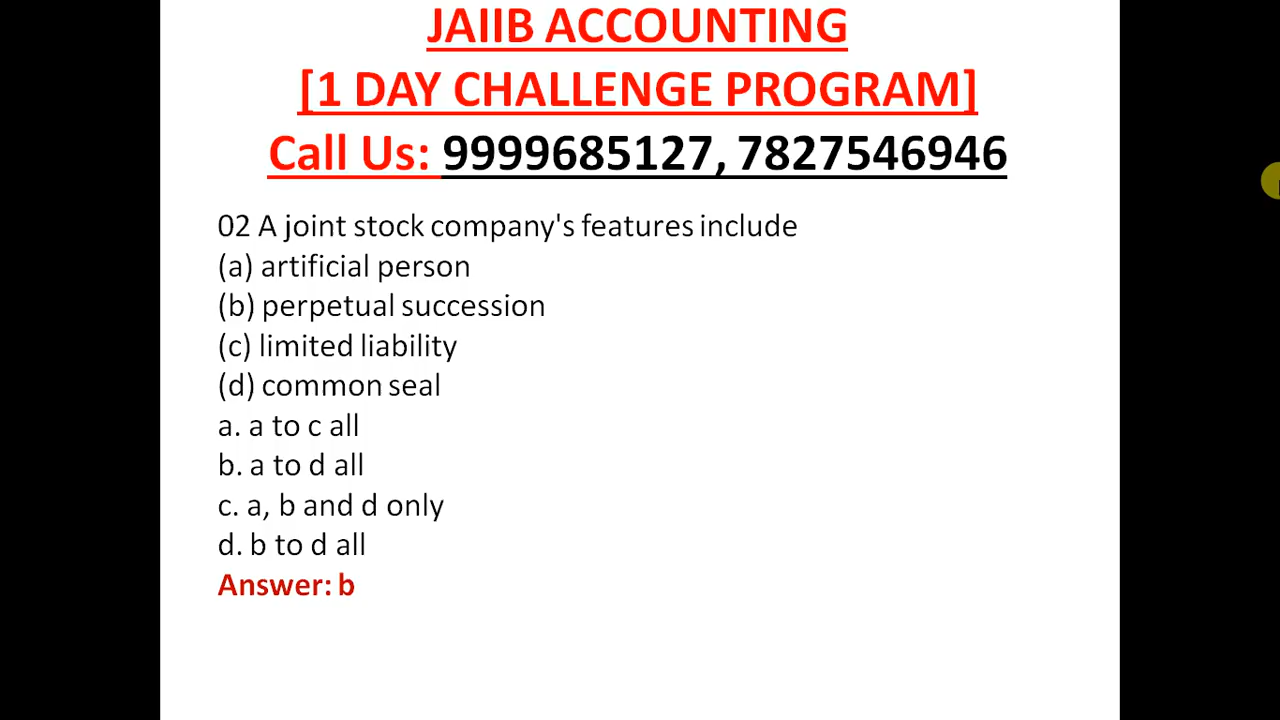 JAIIB ACCOUNTING
[1 DAY CHALLENGE PROGRAM]
Call Us: 9999685127, 7827546946
02 A joint stock company's features include
(a) artificial person
(b) perpetual succession
(c) limited liability
(d) common seal
a. a to c all
b. a to d all
c. a, b and d only
d. b to d all
Answer: b